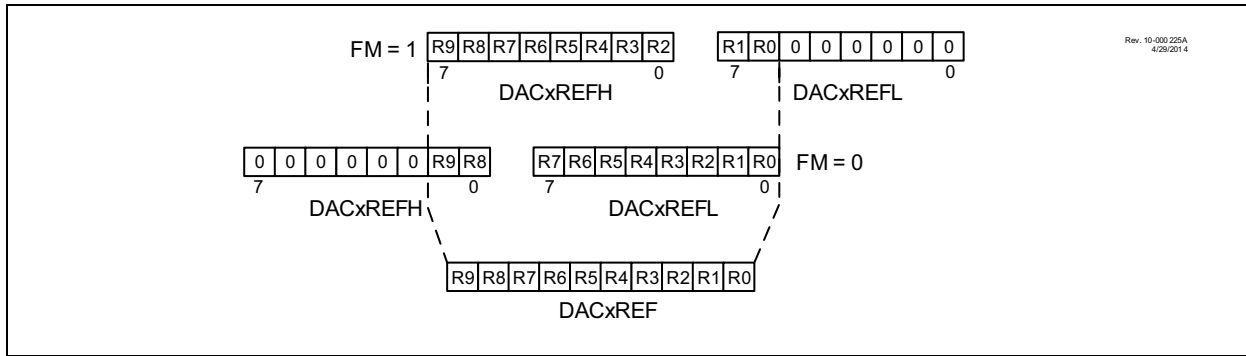 FM = 1 R9 R8 R7 R6 R5 R4 R3 R2 R1 R0 0 0 0 0 0 0
7 0 7 0
DACxREFH DACxREFL
Rev. 10-000 225A
4/29/201 4
0 0 0 0 0 0 R9 R8 R7 R6 R5 R4 R3 R2 R1 R0 FM = 0
7 0 7 0
DACxREFH DACxREFL
R9 R8 R7 R6 R5 R4 R3 R2 R1 R0
DACxREF